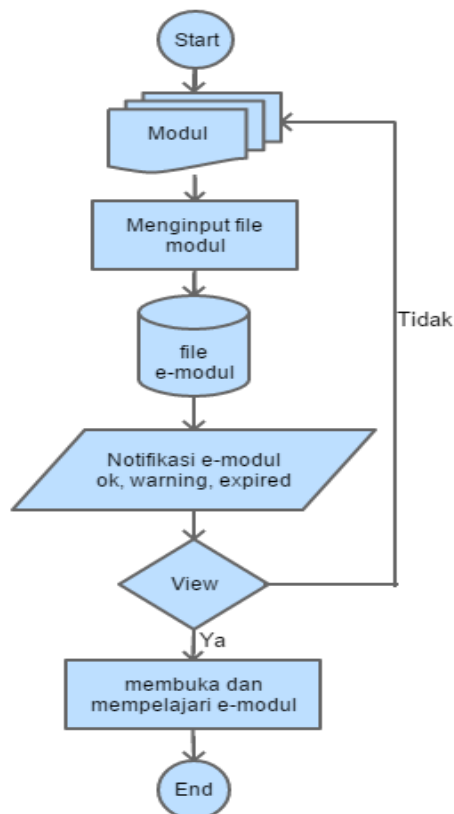 Start
Modul
Menginput file
modul
Tidak
file
e-modul
Notifikasi e-modul
ok, warning, expired
View
Ya
membuka dan
mempelajari e-modul
End